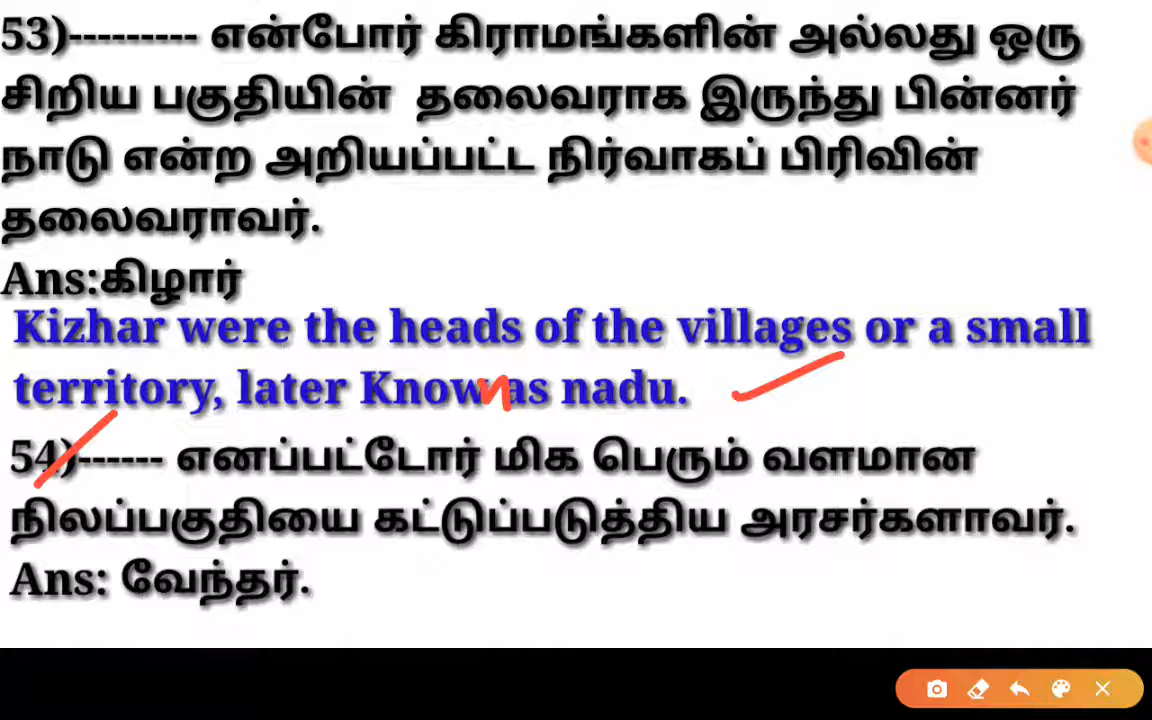 53)--------- என்போர் கிராமங்களின் அல்லது ஒரு
சிறிய பகுதியின் தலைவராக இருந்து பின்னர்
நாடு என்ற அறியப்பட்ட நிர்வாகப் பிரிவின்
தலைவராவர்.
Ans:கிழார்
Kizhar were the heads of the villages or a small
territory, later Known as nadu.
54)------ எனப்பட்டோர் மிக பெரும் வளமான
நிலப்பகுதியை கட்டுப்படுத்திய அரசர்களாவர்.
Ans: வேந்தர்.